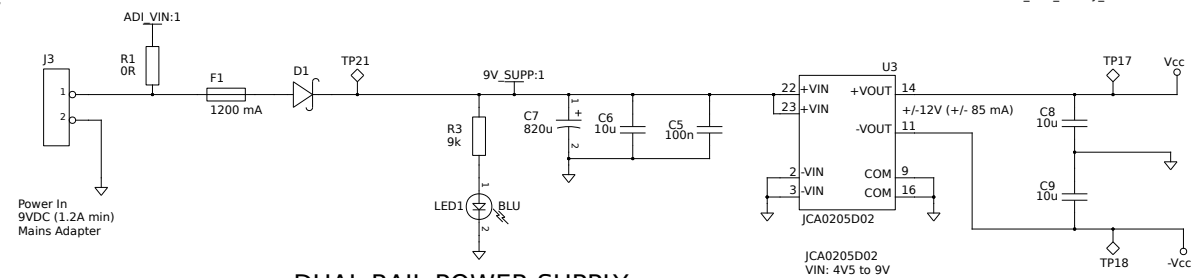 ADI_VIN:1
J3
R1
0R
F1
1200 mA
D1
TP21
9V_SUPP:1
1
2
R3
9k
1
LED1
BLU
2
C7
820u
1
+
2
C6
10u
C5
100n
U3
22
+VIN
23
+VIN
2
-VIN
3
-VIN
+VOUT
14
-VOUT
11
COM
9
COM
16
JCA0205D02
+/-12V (+/- 85 mA)
TP17
Vcc
C8
10u
C9
10u
TP18
-Vcc
Power In
9VDC (1.2A min)
Mains Adapter
JCA0205D02
VIN: 4V5 to 9V
DUAL RAIL POWER SUPPLY